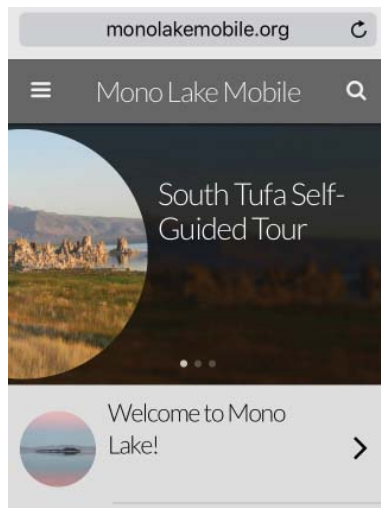 monolakemobile.org
Mono Lake Mobile
South Tufa Self-
Guided Tour
Welcome to Mono
Lake!